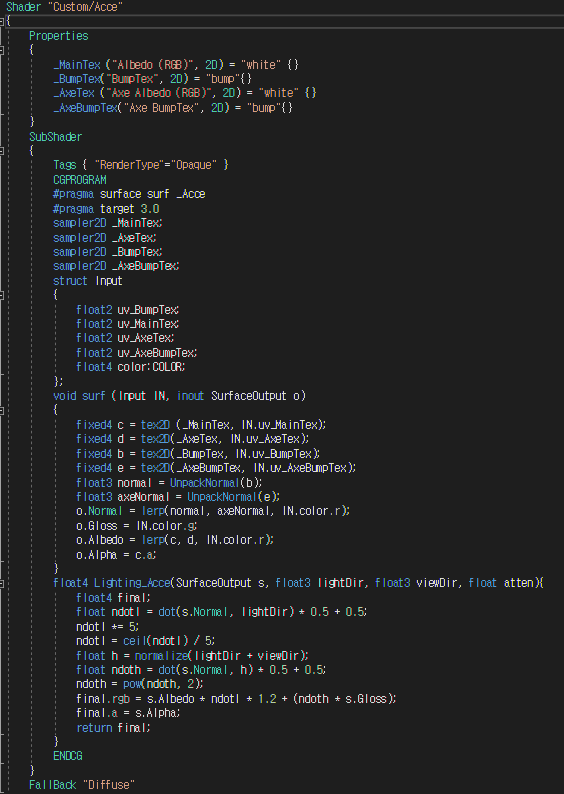 Shader "Custom/Acce"
{
Properties
{
_MainTex ("Albedo (RGB)", 2D) = "white" {}
_BumpTex("BumpTex", 2D) = "bump"{}
_AxeTex ("Axe Albedo (RGB)", 2D) = "white" {}
_AxeBumpTex("Axe BumpTex", 2D) = "bump"{}
}
SubShader
{
Tags { "RenderType"="Opaque" }
CGPROGRAM
#pragma surface surf _Acce
#pragma target 3.0
sampler2D _MainTex;
sampler2D _AxeTex;
sampler2D _BumpTex;
sampler2D _AxeBumpTex;
struct Input
{
float2 uv_BumpTex;
float2 uv_MainTex;
float2 uv_AxeTex;
float2 uv_AxeBumpTex;
float4 color:COLOR;
};
void surf (Input IN, inout SurfaceOutput o)
{
fixed4 c = tex2D (_MainTex, IN.uv_MainTex);
fixed4 d = tex2D(_AxeTex, IN.uv_AxeTex);
fixed4 b = tex2D(_BumpTex, IN.uv_BumpTex);
fixed4 e = tex2D(_AxeBumpTex, IN.uv_AxeBumpTex);
float3 normal = UnpackNormal(b);
float3 axeNormal = UnpackNormal(e);
o.Normal = lerp(normal, axeNormal, IN.color.r);
o.Gloss = IN.color.g;
o.Albedo = lerp(c, d, IN.color.r);
o.Alpha = c.a;
}
float4 Lighting_Acce(SurfaceOutput s, float3 lightDir, float3 viewDir, float atten){
float4 final;
float ndotl = dot(s.Normal, lightDir) * 0.5 + 0.5;
ndotl *= 5;
ndotl = ceil(ndotl) / 5;
float h = normalize(lightDir + viewDir);
float ndoth = dot(s.Normal, h) * 0.5 + 0.5;
ndoth = pow(ndoth, 2);
final.rgb = s.Albedo * ndotl * 1.2 + (ndoth * s.Gloss);
final.a = s.Alpha;
return final;
}
ENDCG
}
FallBack "Diffuse"